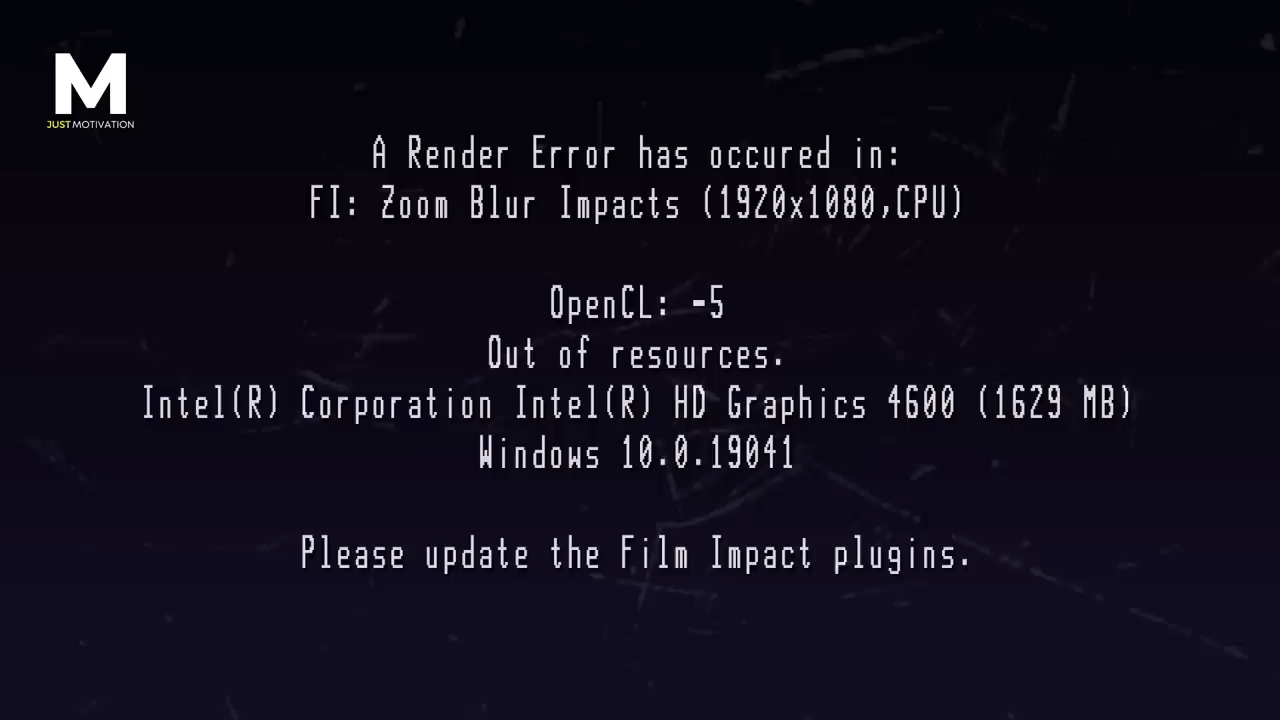 M
JUST MOTIVATION
A Render Error has occured in:
FI: Zoom Blur Impacts (1920x1080,CPU)
OpenCL: -5
Out of resources.
Intel(R) Corporation Intel(R) HD Graphics 4600 (1629 MB)
Windows 10.0.19041
Please update the Film Impact plugins.